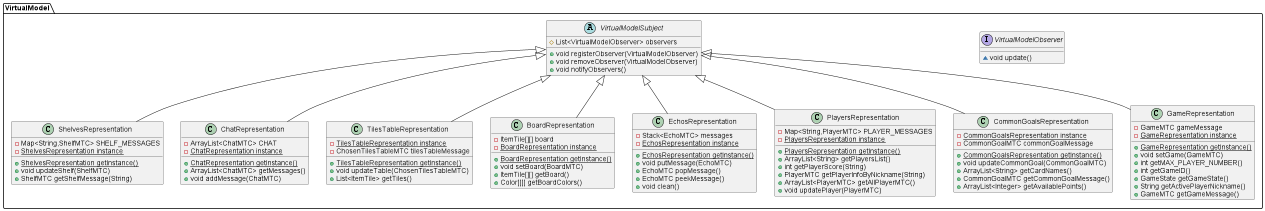 VirtualModel
A VirtualModelSubject
List<VirtualModelObserver> observers
void registerObserver(VirtualModelObserver)
void removeObserver(VirtualModelObserver)
void notifyObservers()
I VirtualModelObserver
void update()
C ShelvesRepresentation
Map<String,ShelfMTC> SHELF_MESSAGES
ShelvesRepresentation instance
ShelvesRepresentation getInstance()
void updateShelf(ShelfMTC)
ShelfMTC getShelfMessage(String)
C ChatRepresentation
ArrayList<ChatMTC> CHAT
ChatRepresentation instance
ChatRepresentation getInstance()
ArrayList<ChatMTC> getMessages()
void addMessage(ChatMTC)
C TilesTableRepresentation
TilesTableRepresentation instance
ChosenTilesTableMTC tilesTableMessage
TilesTableRepresentation getInstance()
void updateTable(ChosenTilesTableMTC)
List<ItemTile> getTiles()
C BoardRepresentation
ItemTile[][] board
BoardRepresentation instance
BoardRepresentation getInstance()
void setBoard(BoardMTC)
ItemTile[][] getBoard()
Color[][] getBoardColors()
C EchosRepresentation
Stack<EchoMTC> messages
EchosRepresentation instance
EchosRepresentation getInstance()
void putMessage(EchoMTC)
EchoMTC popMessage()
EchoMTC peekMessage()
void clean()
C PlayersRepresentation
Map<String,PlayerMTC> PLAYER_MESSAGES
PlayersRepresentation instance
PlayersRepresentation getInstance()
ArrayList<String> getPlayersList()
int getPlayerScore(String)
PlayerMTC getPlayerInfoByNickname(String)
ArrayList<PlayerMTC> getAllPlayerMTC()
void updatePlayer(PlayerMTC)
C CommonGoalsRepresentation
CommonGoalsRepresentation instance
CommonGoalMTC commonGoalMessage
CommonGoalsRepresentation getInstance()
void updateCommonGoal(CommonGoalMTC)
ArrayList<String> getCardNames()
CommonGoalMTC getCommonGoalMessage()
ArrayList<Integer> getAvailablePoints()
C GameRepresentation
GameMTC gameMessage
GameRepresentation instance
GameRepresentation getInstance()
void setGame(GameMTC)
int getMAX_PLAYER_NUMBER()
int getGameID()
GameState getGameState()
String getActivePlayerNickname()
GameMTC getGameMessage()